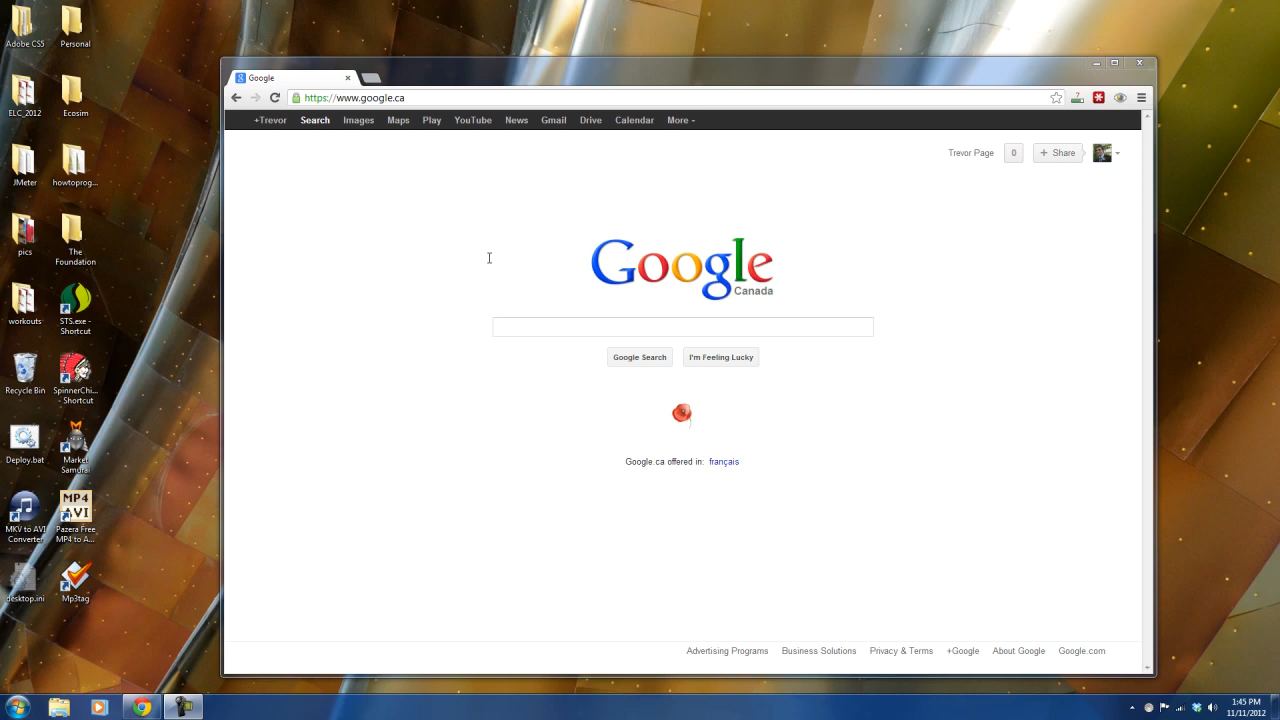 Adobe CS5
Personal
ELC_2012
Ecosim
JMeter
howtoprog...
pics
The
Foundation
workouts
STS.exe -
Shortcut
Recycle Bin
SpinnerChi...
- Shortcut
Deploy.bat
Market
Samurai
MP4
AVI
MKV to AVI
Converter
Pazera Free
MP4 to A...
desktop.ini
Mp3tag
Google
https://www.google.ca
7
+Trevor Search Images Maps Play YouTube News Gmail Drive Calendar More
Trevor Page 0 + Share
Google
Canada
Google Search I'm Feeling Lucky
Google.ca offered in: français
Advertising Programs Business Solutions Privacy & Terms +Google About Google Google.com
1:45 PM
11/11/2012